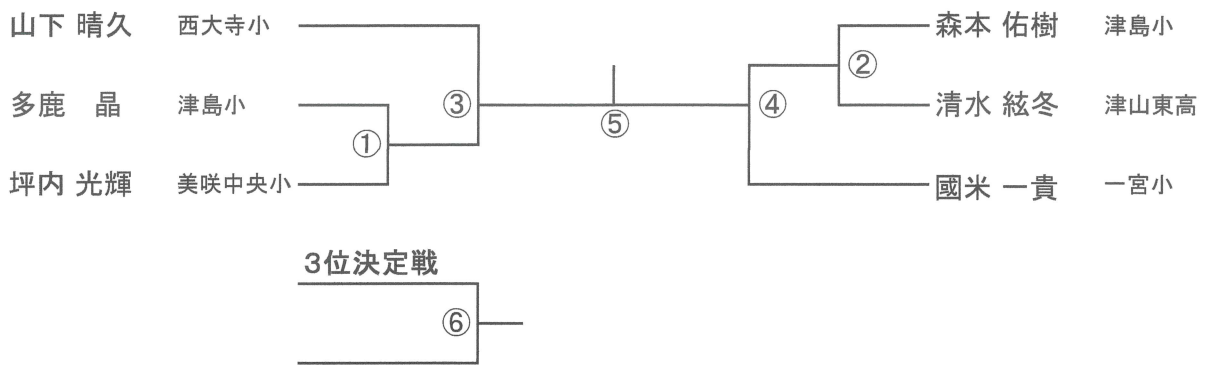 山下 晴久 西大寺小
多鹿 晶 津島小
坪内 光輝 美咲中央小
①
③
⑤
④
②
森本 佑樹 津島小
清水 絃冬 津山東高
國米 一貴 一宮小
3位決定戦
⑥